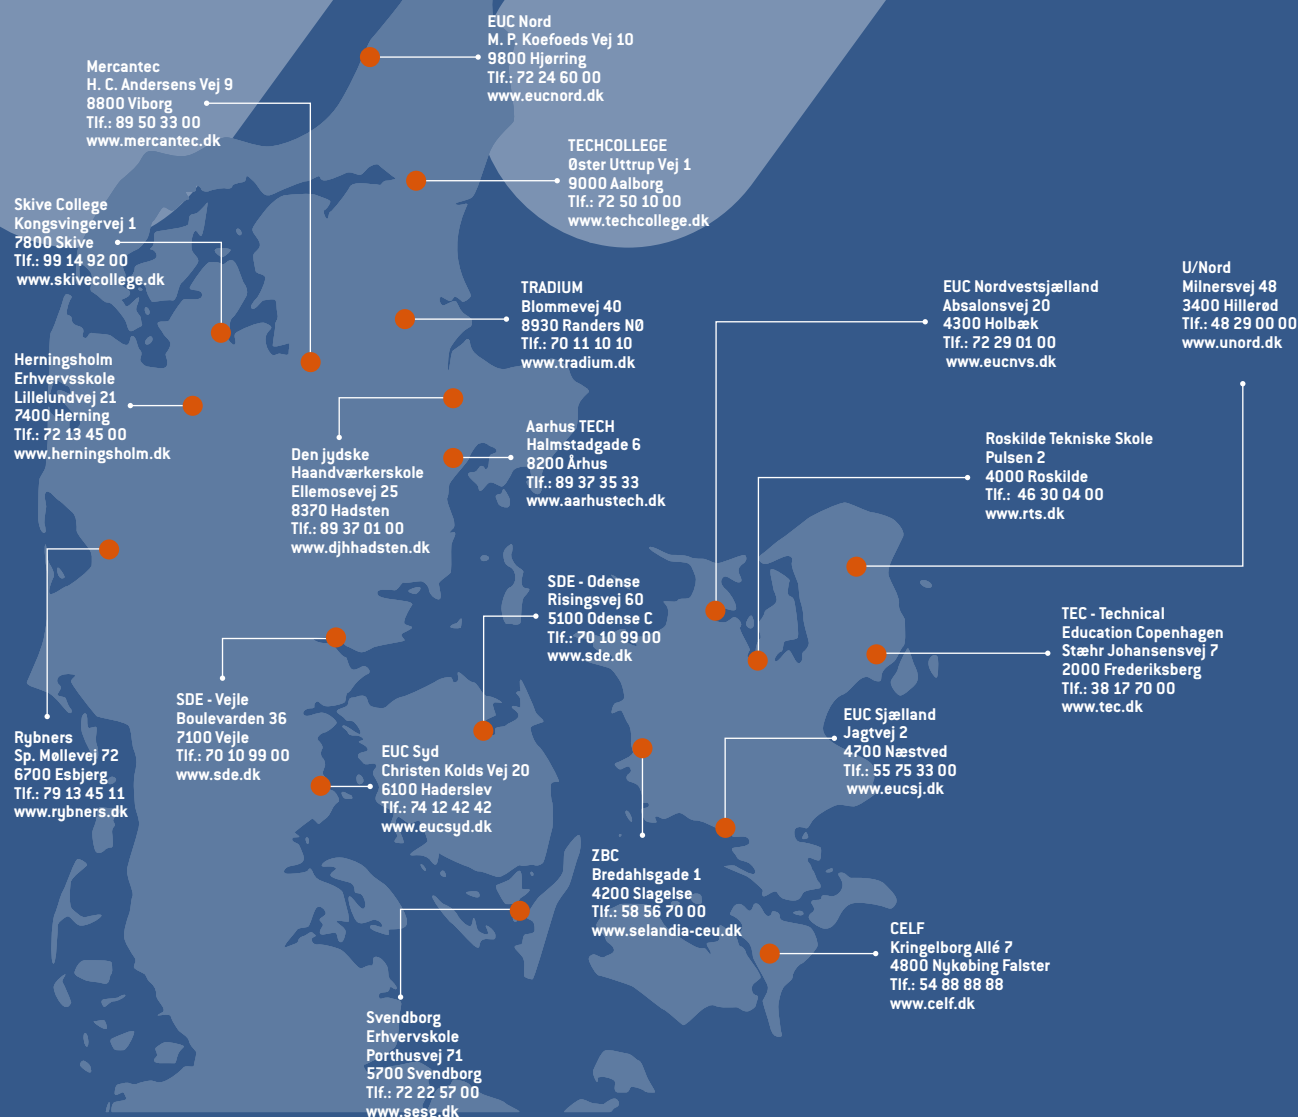 EUC Nord
M. P. Koefoeds Vej 10
9800 Hjørring
Tlf.: 72 24 60 00
www.eucnord.dk
Mercantec
H. C. Andersens Vej 9
8800 Viborg
Tlf.: 89 50 33 00
www.mercantec.dk
TECHCOLLEGE
Øster Uttrup Vej 1
9000 Aalborg
Tlf.: 72 50 10 00
www.techcollege.dk
Skive College
Kongsvingervej 1
7800 Skive
Tlf.: 99 14 92 00
www.skivecollege.dk
TRADIUM
Blommevej 40
8930 Randers NØ
Tlf.: 70 11 10 10
www.tradium.dk
EUC Nordvestsjælland
Absalonsvej 20
4300 Holbæk
Tlf.: 72 29 01 00
www.eucnvs.dk
U/Nord
Milnersvej 48
3400 Hillerød
Tlf.: 48 29 00 00
www.unord.dk
Herningsholm
Erhvervsskole
Lillelundvej 21
7400 Herning
Tlf.: 72 13 45 00
www.herningsholm.dk
Den jydske
Haandværkerskole
Ellemosevej 25
8370 Hadsten
Tlf.: 89 37 01 00
www.djhhadsten.dk
Aarhus TECH
Halmstadgade 6
8200 Århus
Tlf.: 89 37 35 33
www.aarhustech.dk
Roskilde Tekniske Skole
Pulsen 2
4000 Roskilde
Tlf.: 46 30 04 00
www.rts.dk
SDE - Odense
Risingsvej 60
5100 Odense C
Tlf.: 70 10 99 00
www.sde.dk
TEC - Technical
Education Copenhagen
Stæhr Johansensvej 7
2000 Frederiksberg
Tlf.: 38 17 70 00
www.tec.dk
SDE - Vejle
Boulevarden 36
7100 Vejle
Tlf.: 70 10 99 00
www.sde.dk
Rybners
Sp. Møllevej 72
6700 Esbjerg
Tlf.: 79 13 45 11
www.rybners.dk
EUC Syd
Christen Kolds Vej 20
6100 Haderslev
Tlf.: 74 12 42 42
www.eucsyd.dk
EUC Sjælland
Jagtvej 2
4700 Næstved
Tlf.: 55 75 33 00
www.eucsj.dk
ZBC
Bredahlsgade 1
4200 Slagelse
Tlf.: 58 56 70 00
www.selandia-ceu.dk
CELF
Kringelborg Allé 7
4800 Nykøbing Falster
Tlf.: 54 88 88 88
www.celf.dk
Svendborg
Erhvervskole
Porthusvej 71
5700 Svendborg
Tlf.: 72 22 57 00
www.sesg.dk